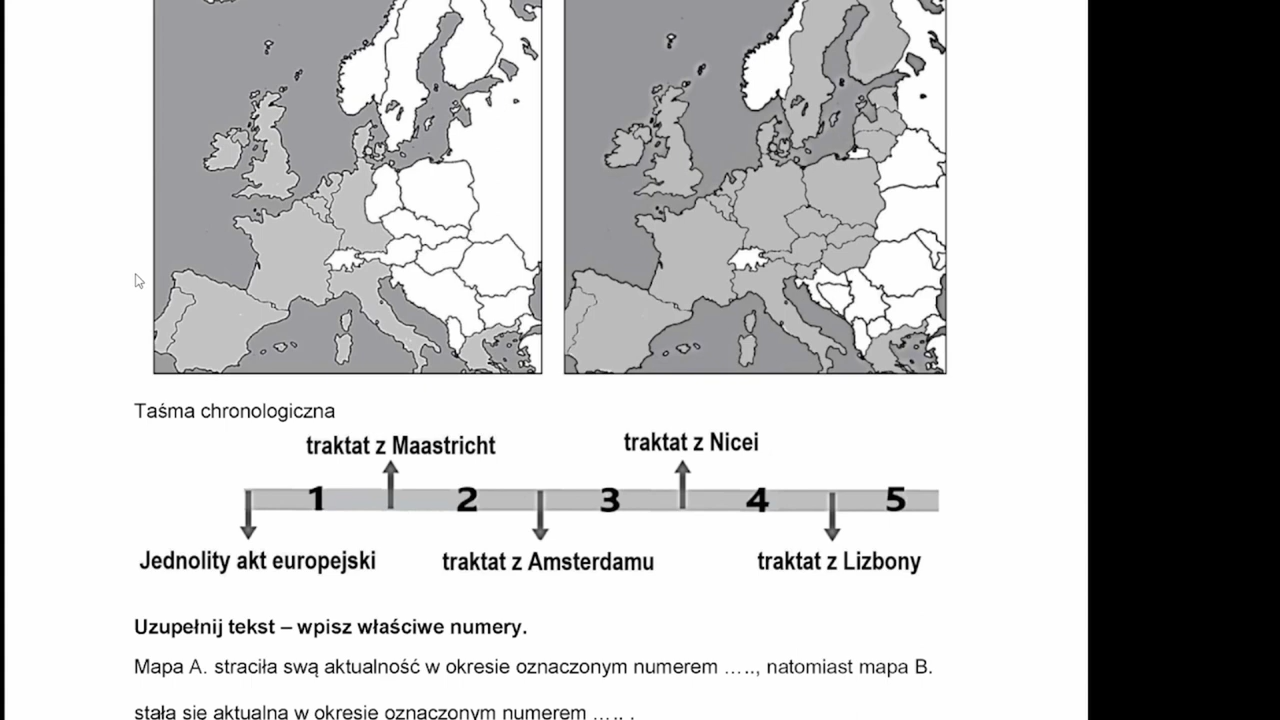 Taśma chronologiczna
traktat z Maastricht
traktat z Nicei
1 2 3 4 5
Jednolity akt europejski
traktat z Amsterdamu
traktat z Lizbony
Uzupełnij tekst – wpisz właściwe numery.
Mapa A. straciła swą aktualność w okresie oznaczonym numerem ….., natomiast mapa B.
stała się aktualna w okresie oznaczonym numerem ….. .